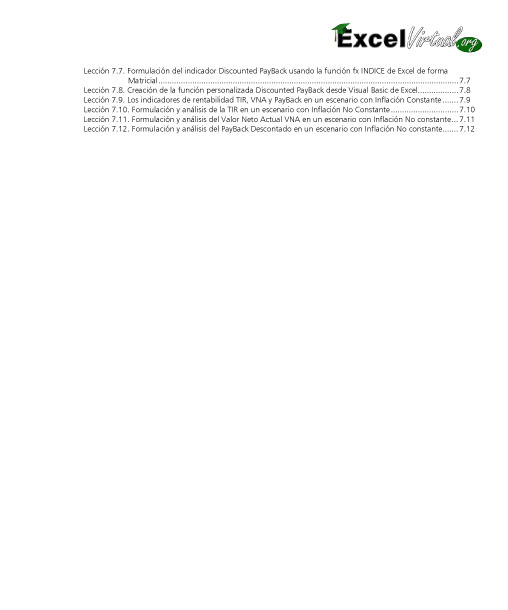 ExcelVirtual.org
Lección 7.7. Formulación del indicador Discounted PayBack usando la función fx INDICE de Excel de forma
Matricial........................................................................................................................................7.7
Lección 7.8. Creación de la función personalizada Discounted PayBack desde Visual Basic de Excel..................7.8
Lección 7.9. Los indicadores de rentabilidad TIR, VNA y PayBack en un escenario con Inflación Constante.......7.9
Lección 7.10. Formulación y análisis de la TIR en un escenario con Inflación No Constante..............................7.10
Lección 7.11. Formulación y análisis del Valor Neto Actual VNA en un escenario con Inflación No constante...7.11
Lección 7.12. Formulación y análisis del PayBack Descontado en un escenario con Inflación No constante.......7.12